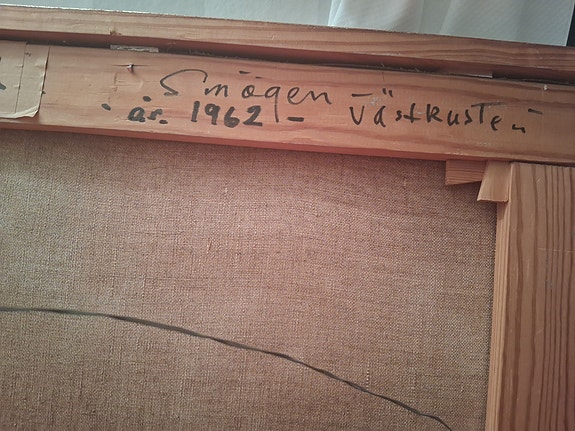 Smögen – Västkusten
år. 1962 –